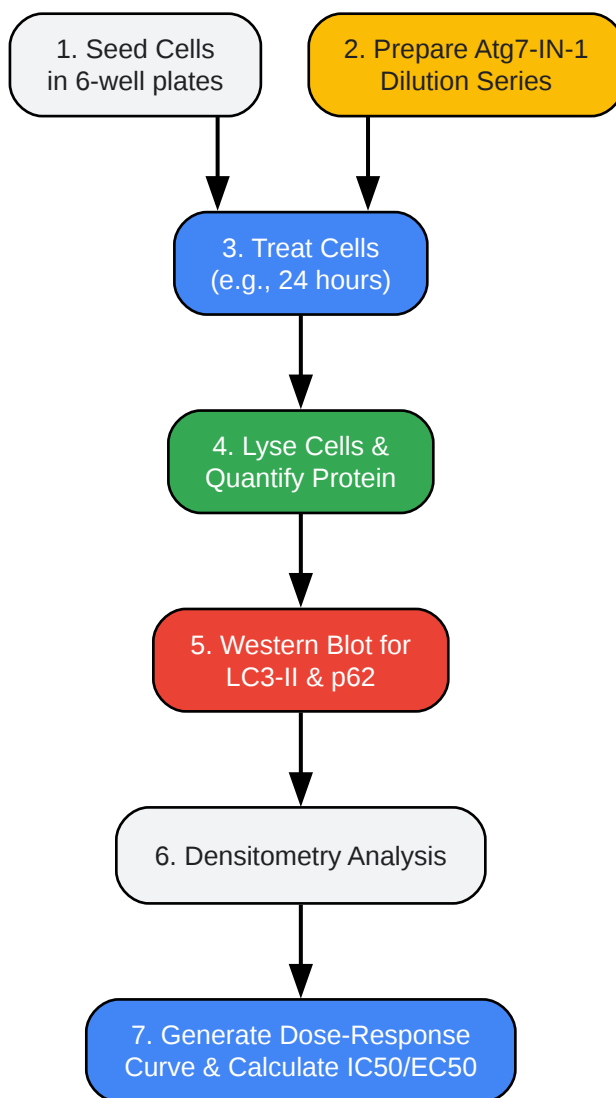 1. Seed Cells
in 6-well plates
2. Prepare Atg7-IN-1
Dilution Series
3. Treat Cells
(e.g., 24 hours)
4. Lyse Cells &
Quantify Protein
5. Western Blot for
LC3-II & p62
6. Densitometry Analysis
7. Generate Dose-Response
Curve & Calculate IC50/EC50